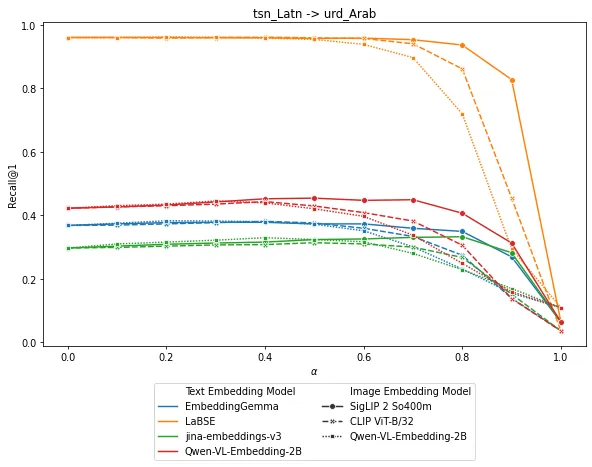 tsn_Latn -> urd_Arab
Recall@1
1.0
0.8
0.6
0.4
0.2
0.0
0.0 0.2 0.4 0.6 0.8 1.0
α
Text Embedding Model
EmbeddingGemma
LaBSE
jina-embeddings-v3
Qwen-VL-Embedding-2B
Image Embedding Model
SigLIP 2 So400m
CLIP ViT-B/32
Qwen-VL-Embedding-2B